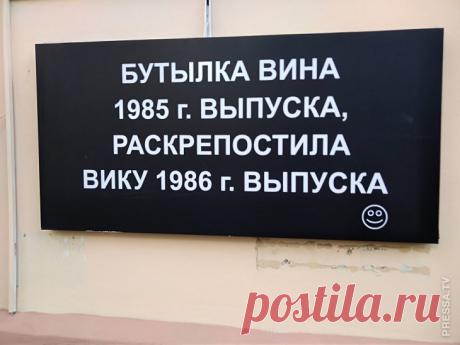 БУТЫЛКА ВИНА
1985 г. ВЫПУСКА,
РАСКРЕПОСТИЛА
ВИКУ 1986 г. ВЫПУСКА
postila.ru
PRESSA.TV